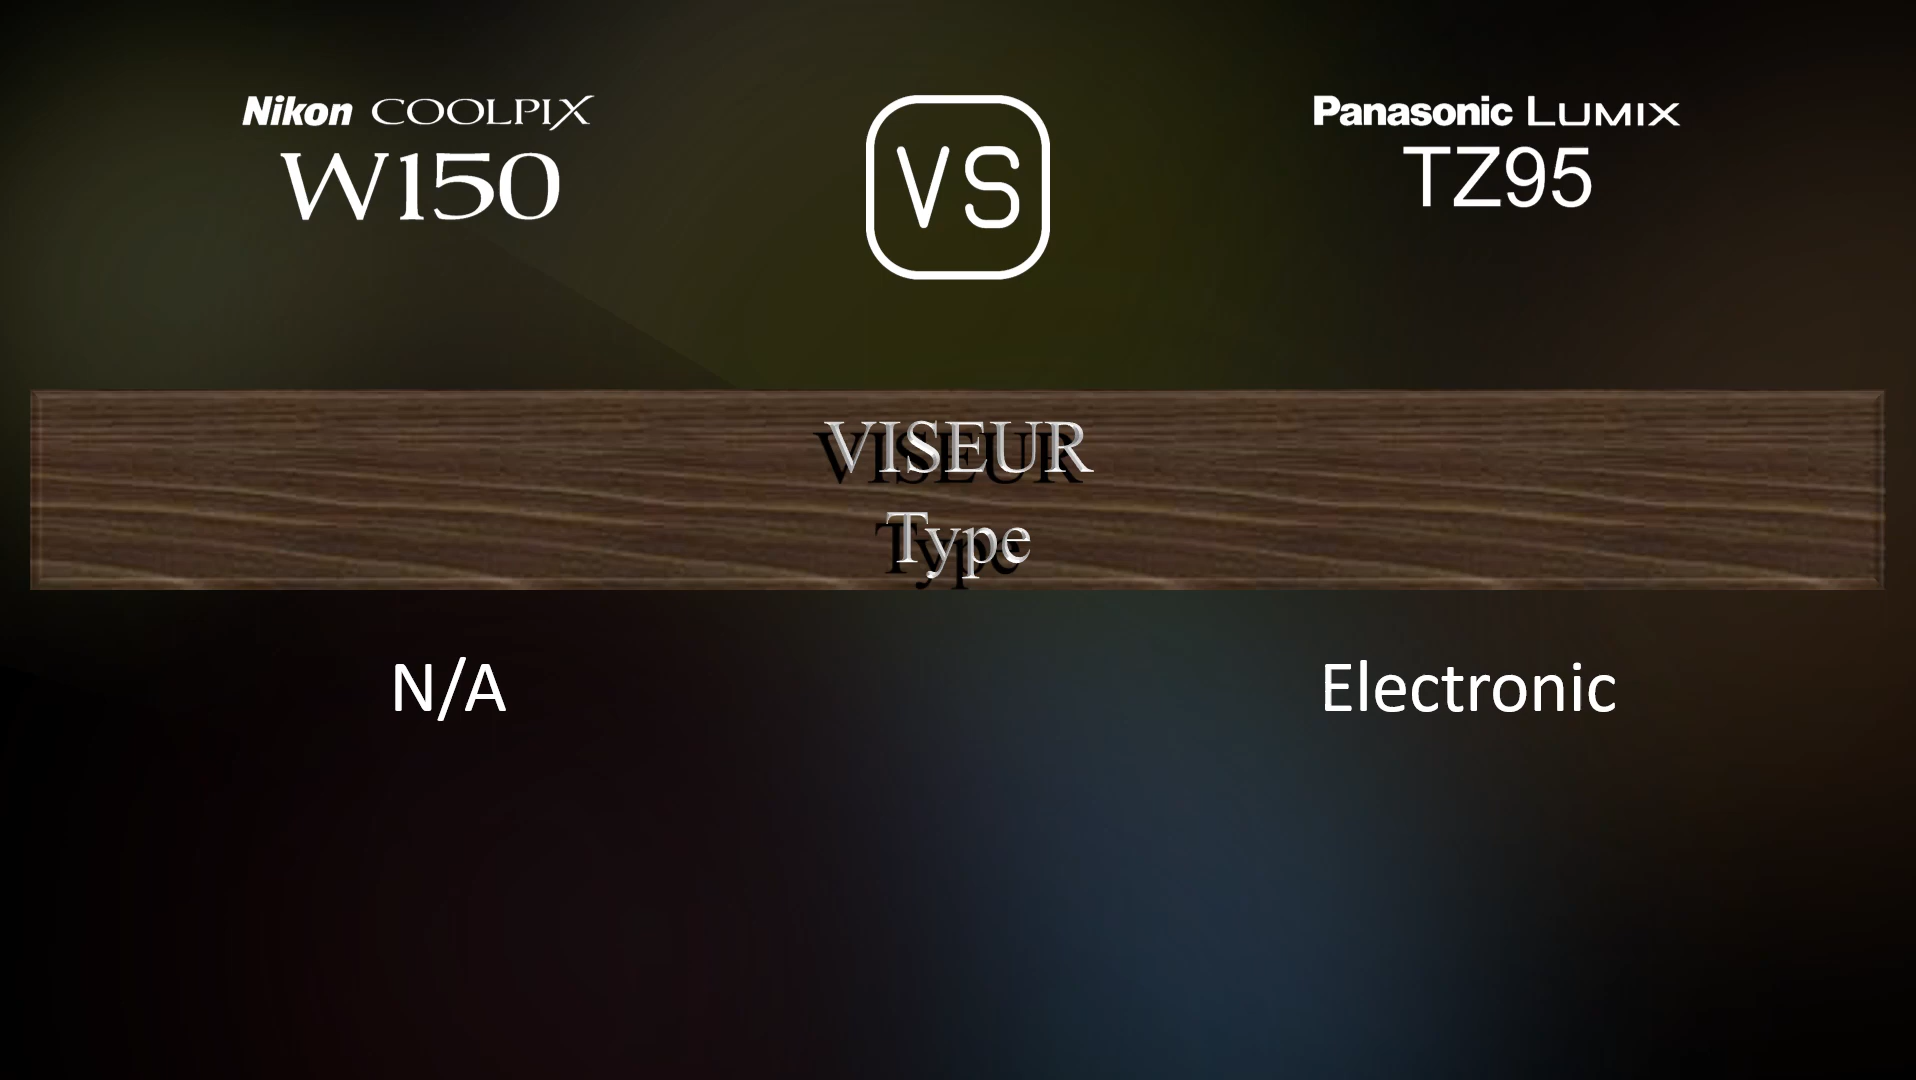 Nikon COOLPIX
W150
VS
Panasonic LUMIX
TZ95
VISEUR
Type
N/A
Electronic